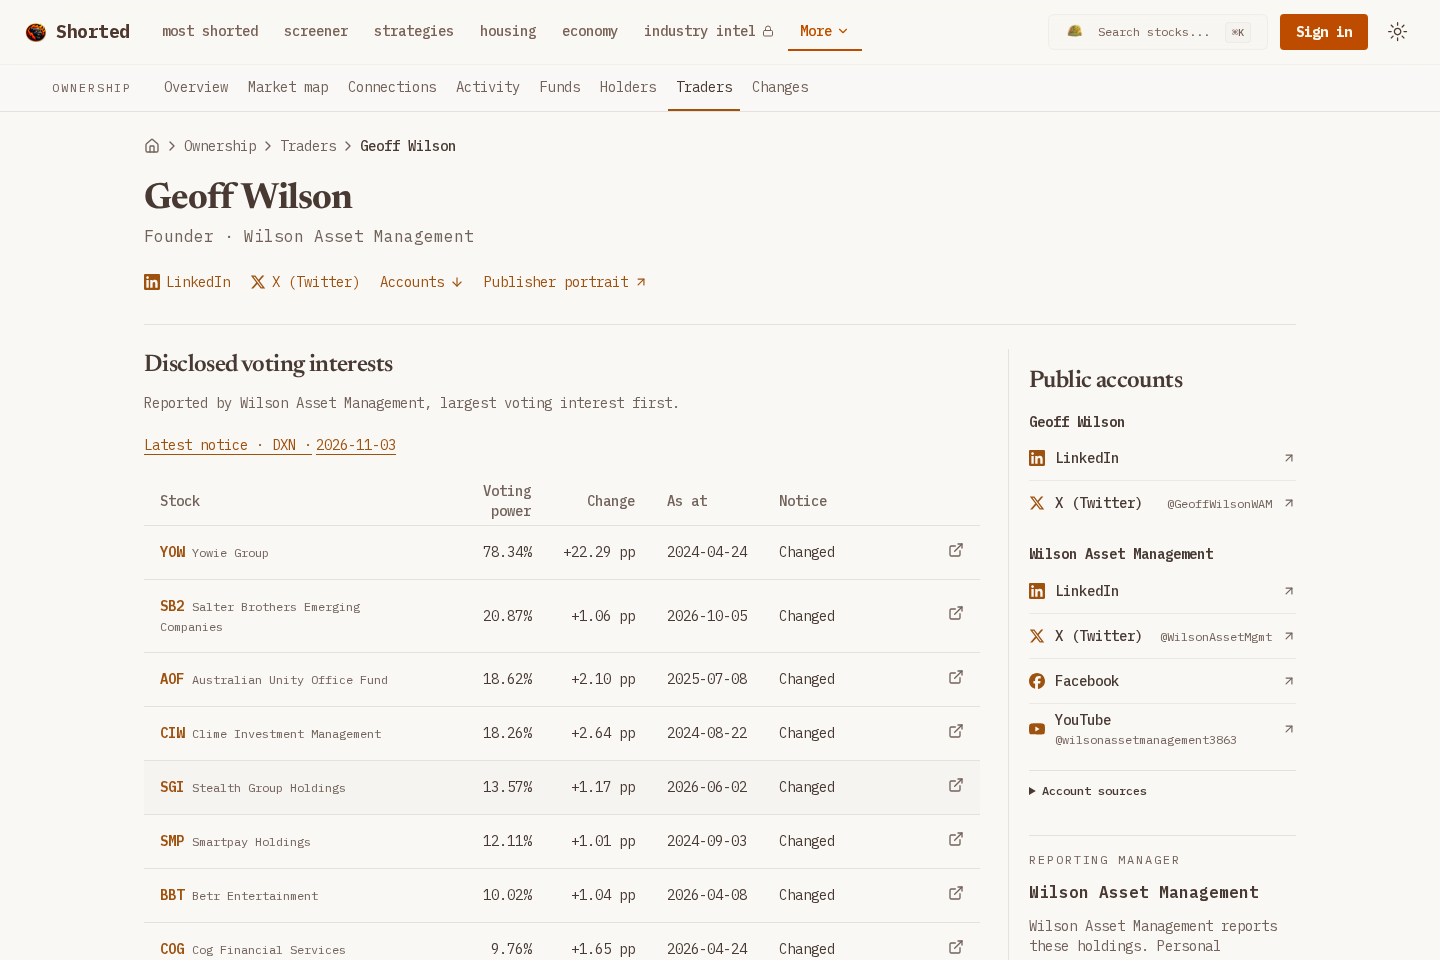 Shorted
most shorted
screener
strategies
housing
economy
industry intel
More
Search stocks...
⌘K
Sign in
OWNERSHIP
Overview
Market map
Connections
Activity
Funds
Holders
Traders
Changes
Ownership
Traders
Geoff Wilson
Geoff Wilson
Founder · Wilson Asset Management
LinkedIn
X (Twitter)
Accounts ↓
Publisher portrait ↗
Disclosed voting interests
Reported by Wilson Asset Management, largest voting interest first.
Latest notice · DXN · 2026-11-03
Stock Voting power Change As at Notice
YOW Yowie Group 78.34% +22.29 pp 2024-04-24 Changed
SB2 Salter Brothers Emerging Companies 20.87% +1.06 pp 2026-10-05 Changed
AOF Australian Unity Office Fund 18.62% +2.10 pp 2025-07-08 Changed
CIW Clime Investment Management 18.26% +2.64 pp 2024-08-22 Changed
SGI Stealth Group Holdings 13.57% +1.17 pp 2026-06-02 Changed
SMP Smartpay Holdings 12.11% +1.01 pp 2024-09-03 Changed
BBT Betr Entertainment 10.02% +1.04 pp 2026-04-08 Changed
COG Cog Financial Services 9.76% +1.65 pp 2026-04-24 Changed
Public accounts
Geoff Wilson
LinkedIn
X (Twitter) @GeoffWilsonWAM
Wilson Asset Management
LinkedIn
X (Twitter) @WilsonAssetMgmt
Facebook
YouTube
@wilsonassetmanagement3863
Account sources
REPORTING MANAGER
Wilson Asset Management
Wilson Asset Management reports
these holdings. Personal